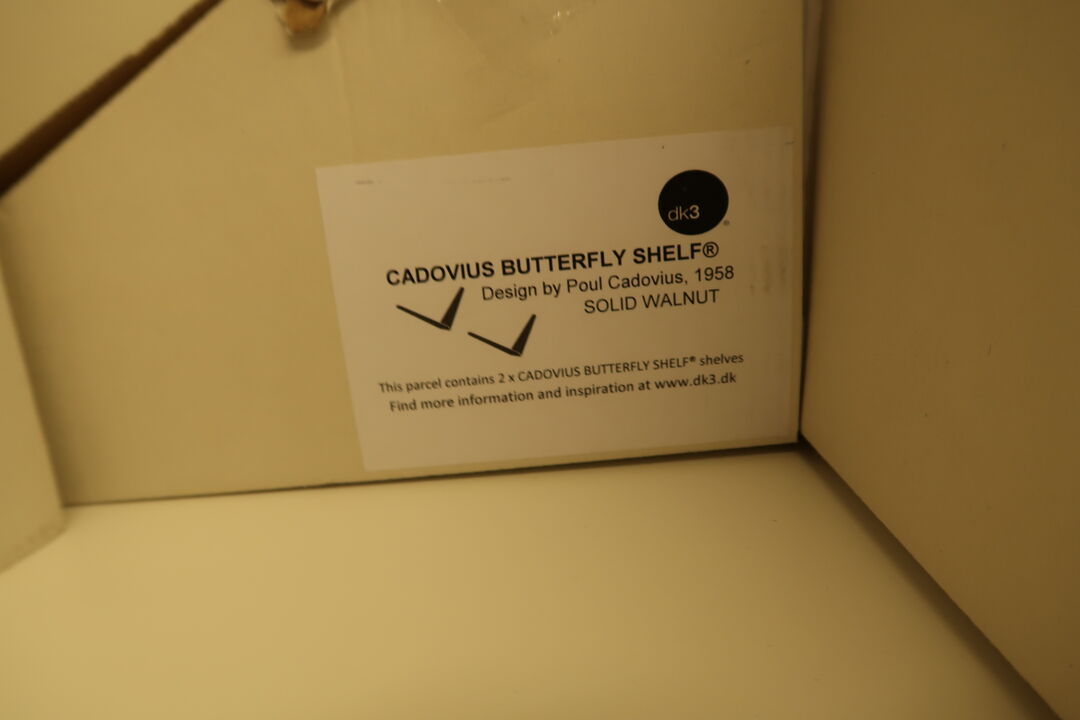 dk3
CADOVIUS BUTTERFLY SHELF®
Design by Poul Cadovius, 1958
SOLID WALNUT
This parcel contains 2 x CADOVIUS BUTTERFLY SHELF® shelves
Find more information and inspiration at www.dk3.dk